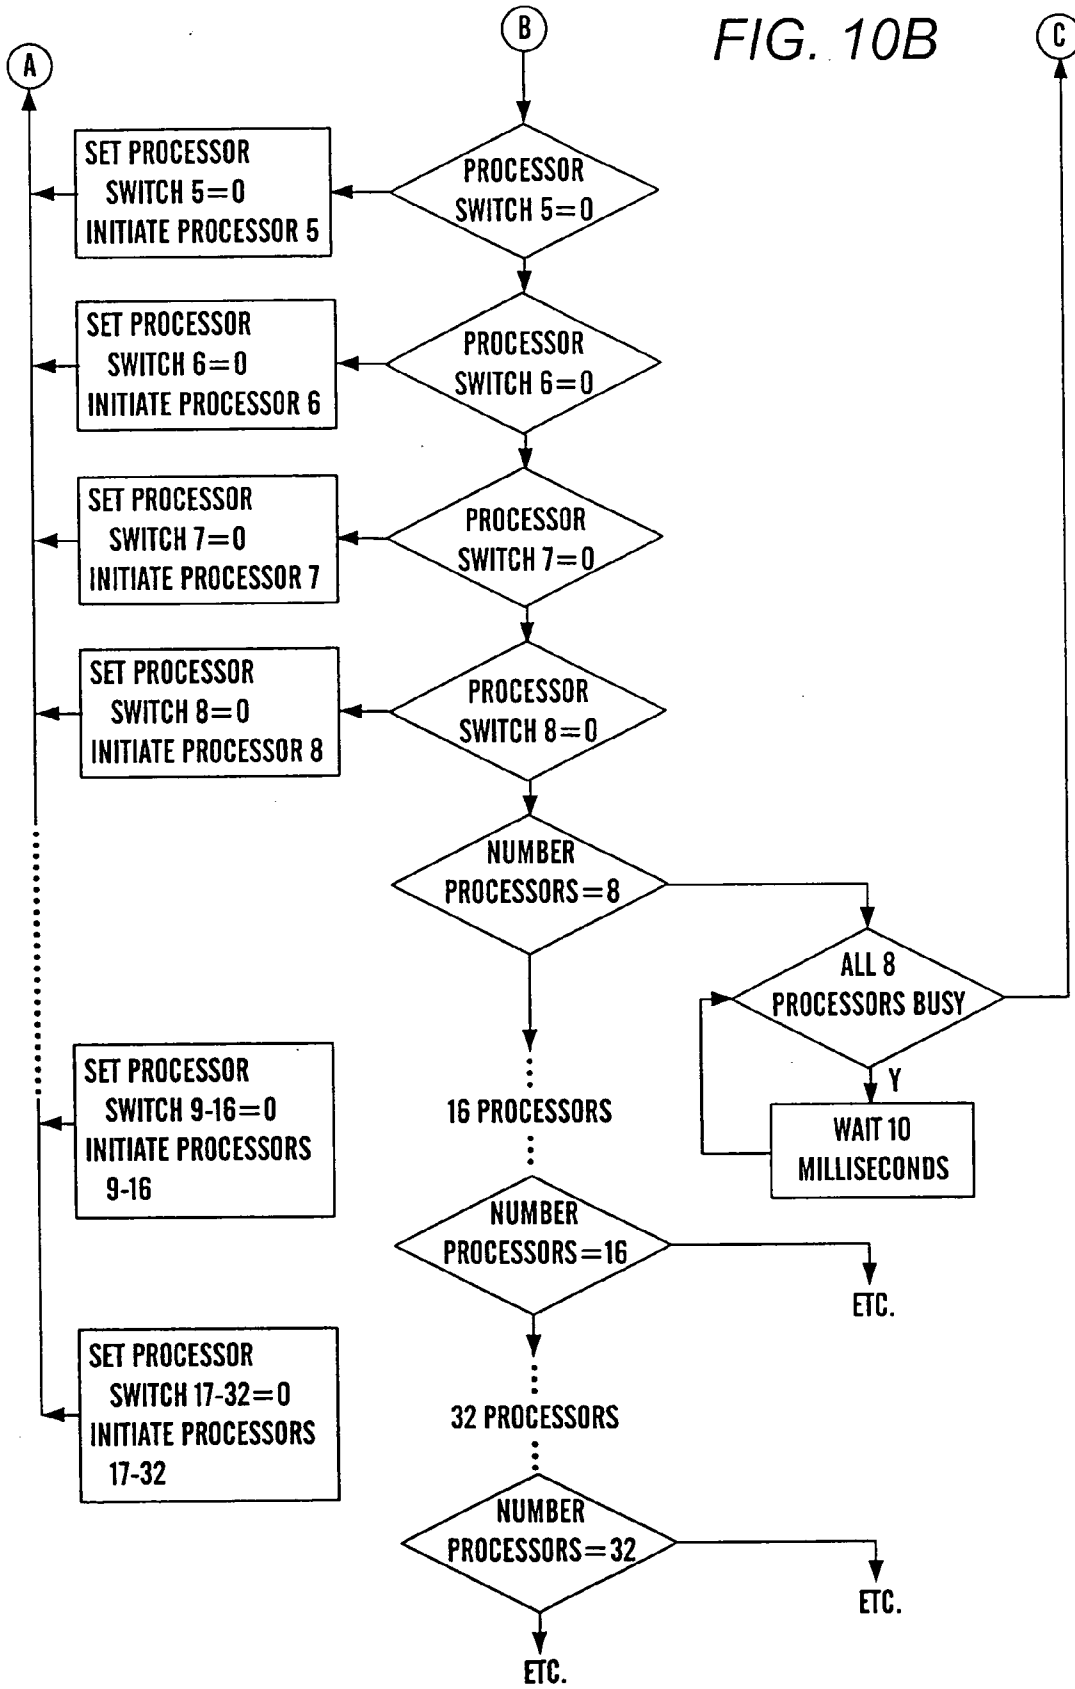 FIG. 10B
A
B
C
SET PROCESSOR
SWITCH 5=0
INITIATE PROCESSOR 5
PROCESSOR
SWITCH 5=0
SET PROCESSOR
SWITCH 6=0
INITIATE PROCESSOR 6
PROCESSOR
SWITCH 6=0
SET PROCESSOR
SWITCH 7=0
INITIATE PROCESSOR 7
PROCESSOR
SWITCH 7=0
SET PROCESSOR
SWITCH 8=0
INITIATE PROCESSOR 8
PROCESSOR
SWITCH 8=0
NUMBER
PROCESSORS=8
ALL 8
PROCESSORS BUSY
Y
WAIT 10
MILLISECONDS
SET PROCESSOR
SWITCH 9-16=0
INITIATE PROCESSORS
9-16
16 PROCESSORS
NUMBER
PROCESSORS=16
ETC.
SET PROCESSOR
SWITCH 17-32=0
INITIATE PROCESSORS
17-32
32 PROCESSORS
NUMBER
PROCESSORS=32
ETC.
ETC.